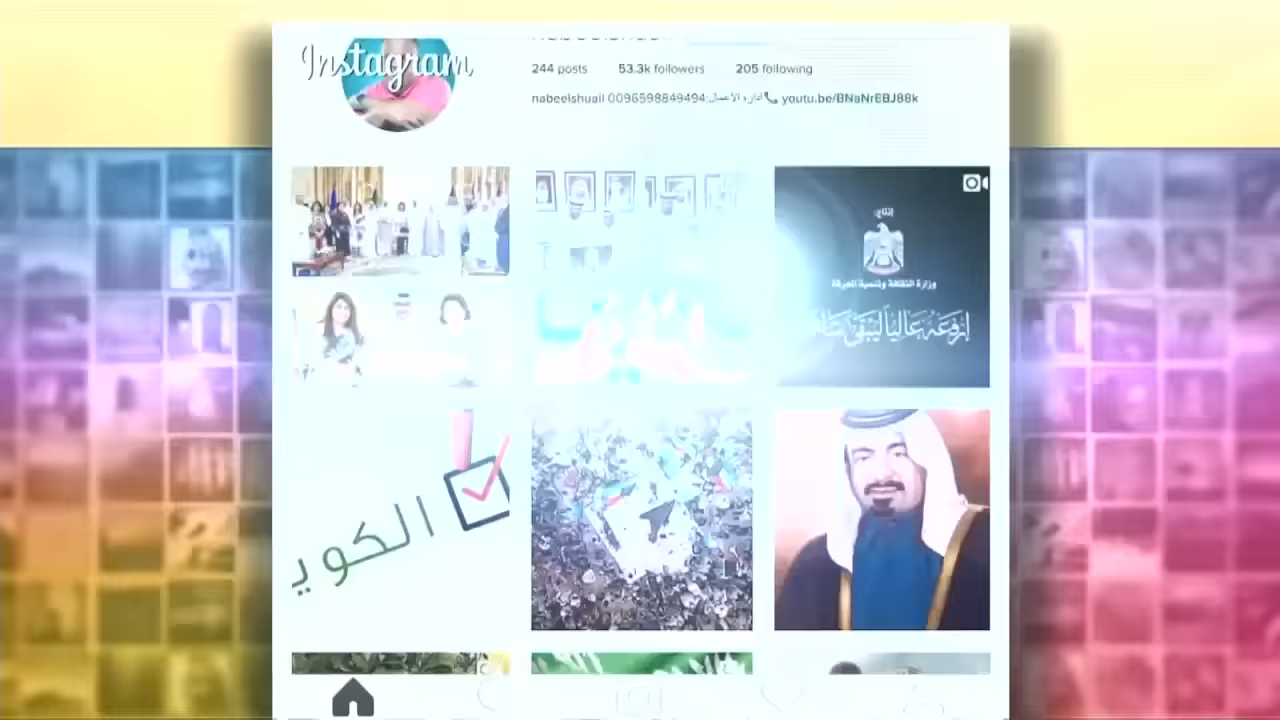 Instagram
244 posts 53.3k followers 205 following
nabeelshuail 0096598849494:إدارة الأعمال youtu.be/BNaNrEBJ88k
إنتاج:
وزارة الثقافة وتنمية المعرفة
الكوي